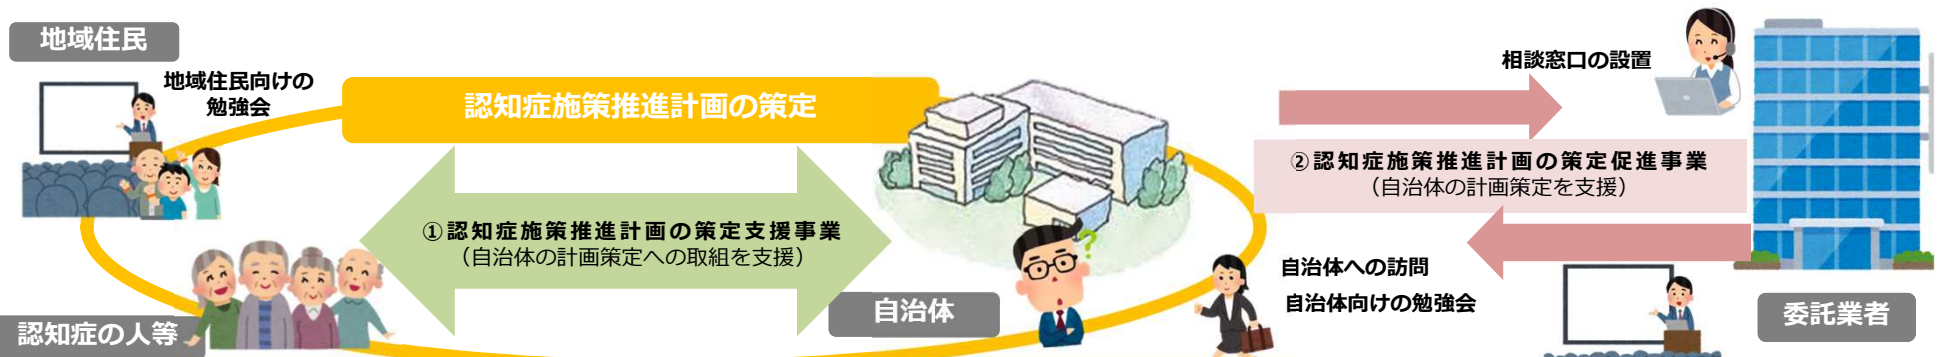 地域住民
地域住民向けの
勉強会
認知症施策推進計画の策定
①認知症施策推進計画の策定支援事業
（自治体の計画策定への取組を支援）
認知症の人等
自治体
相談窓口の設置
②認知症施策推進計画の策定促進事業
（自治体の計画策定を支援）
自治体への訪問
自治体向けの勉強会
委託業者